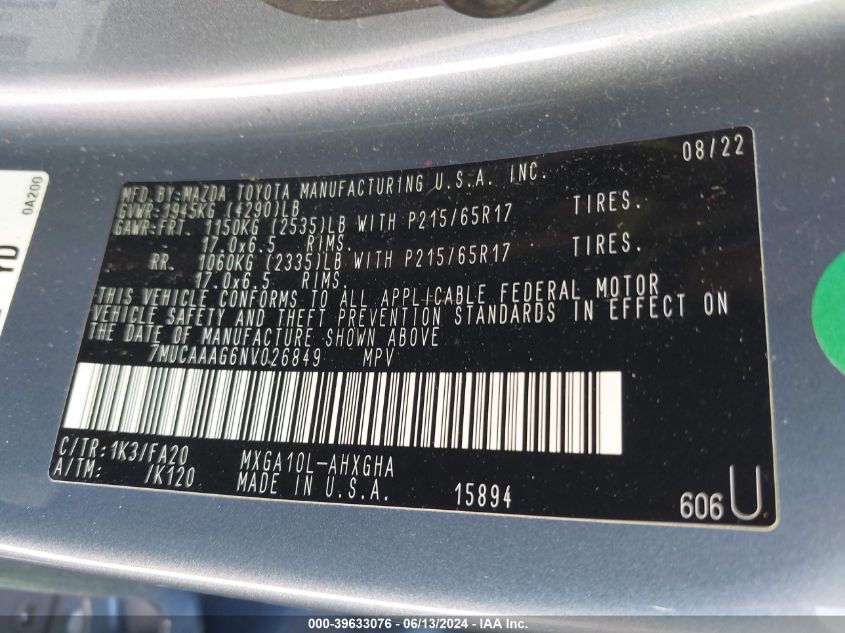 08/22
MFD.BY:MAZDA TOYOTA MANUFACTURING U.S.A. INC.
GVWR:1945KG (4290)LB
GAWR:FRT. 1150KG (2535)LB WITH P215/65R17 TIRES.
17.0x6.5 RIMS.
RR. 1060KG (2335)LB WITH P215/65R17 TIRES.
17.0x6.5 RIMS.
THIS VEHICLE CONFORMS TO ALL APPLICABLE FEDERAL MOTOR
VEHICLE SAFETY AND THEFT PREVENTION STANDARDS IN EFFECT ON
THE DATE OF MANUFACTURE SHOWN ABOVE
7MUCAAAG6NV026849 MPV
C/TR:1K3/FA20 MXGA10L-AHXGHA
A/TM: /K120 MADE IN U.S.A. 15894
606 U
0A200
YD
000-39633076 - 06/13/2024 - IAA Inc.